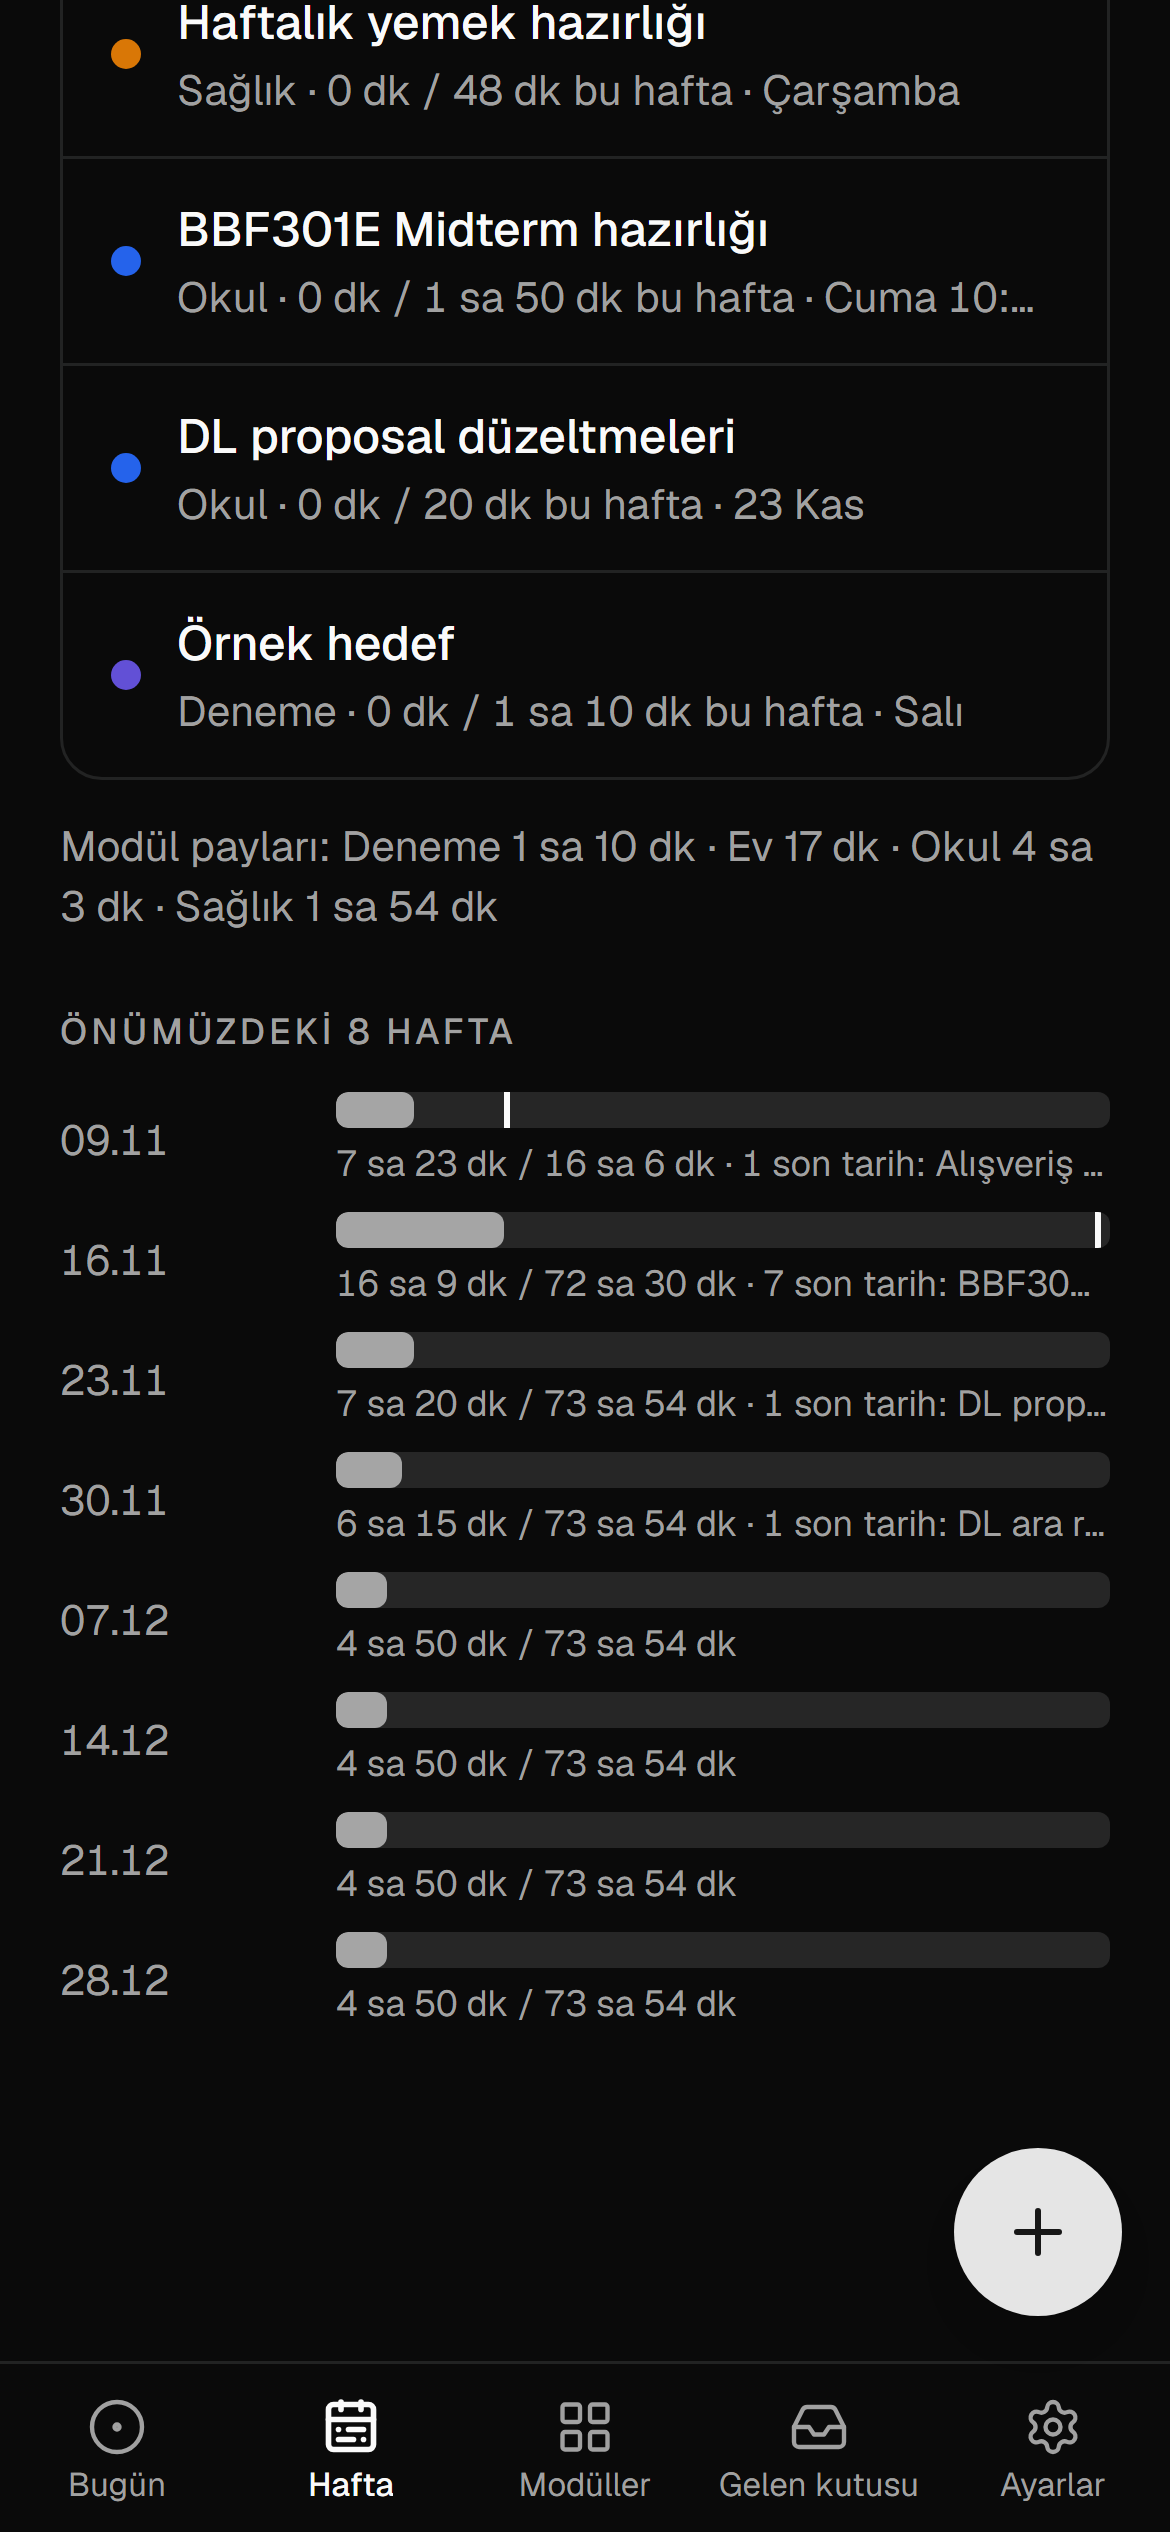 Haftalık yemek hazırlığı
Sağlık · 0 dk / 48 dk bu hafta · Çarşamba
BBF301E Midterm hazırlığı
Okul · 0 dk / 1 sa 50 dk bu hafta · Cuma 10:...
DL proposal düzeltmeleri
Okul · 0 dk / 20 dk bu hafta · 23 Kas
Örnek hedef
Deneme · 0 dk / 1 sa 10 dk bu hafta · Salı
Modül payları: Deneme 1 sa 10 dk · Ev 17 dk · Okul 4 sa
3 dk · Sağlık 1 sa 54 dk
ÖNÜMÜZDEKİ 8 HAFTA
09.11
7 sa 23 dk / 16 sa 6 dk · 1 son tarih: Alışveriş ...
16.11
16 sa 9 dk / 72 sa 30 dk · 7 son tarih: BBF30...
23.11
7 sa 20 dk / 73 sa 54 dk · 1 son tarih: DL prop...
30.11
6 sa 15 dk / 73 sa 54 dk · 1 son tarih: DL ara r...
07.12
4 sa 50 dk / 73 sa 54 dk
14.12
4 sa 50 dk / 73 sa 54 dk
21.12
4 sa 50 dk / 73 sa 54 dk
28.12
4 sa 50 dk / 73 sa 54 dk
Bugün
Hafta
Modüller
Gelen kutusu
Ayarlar